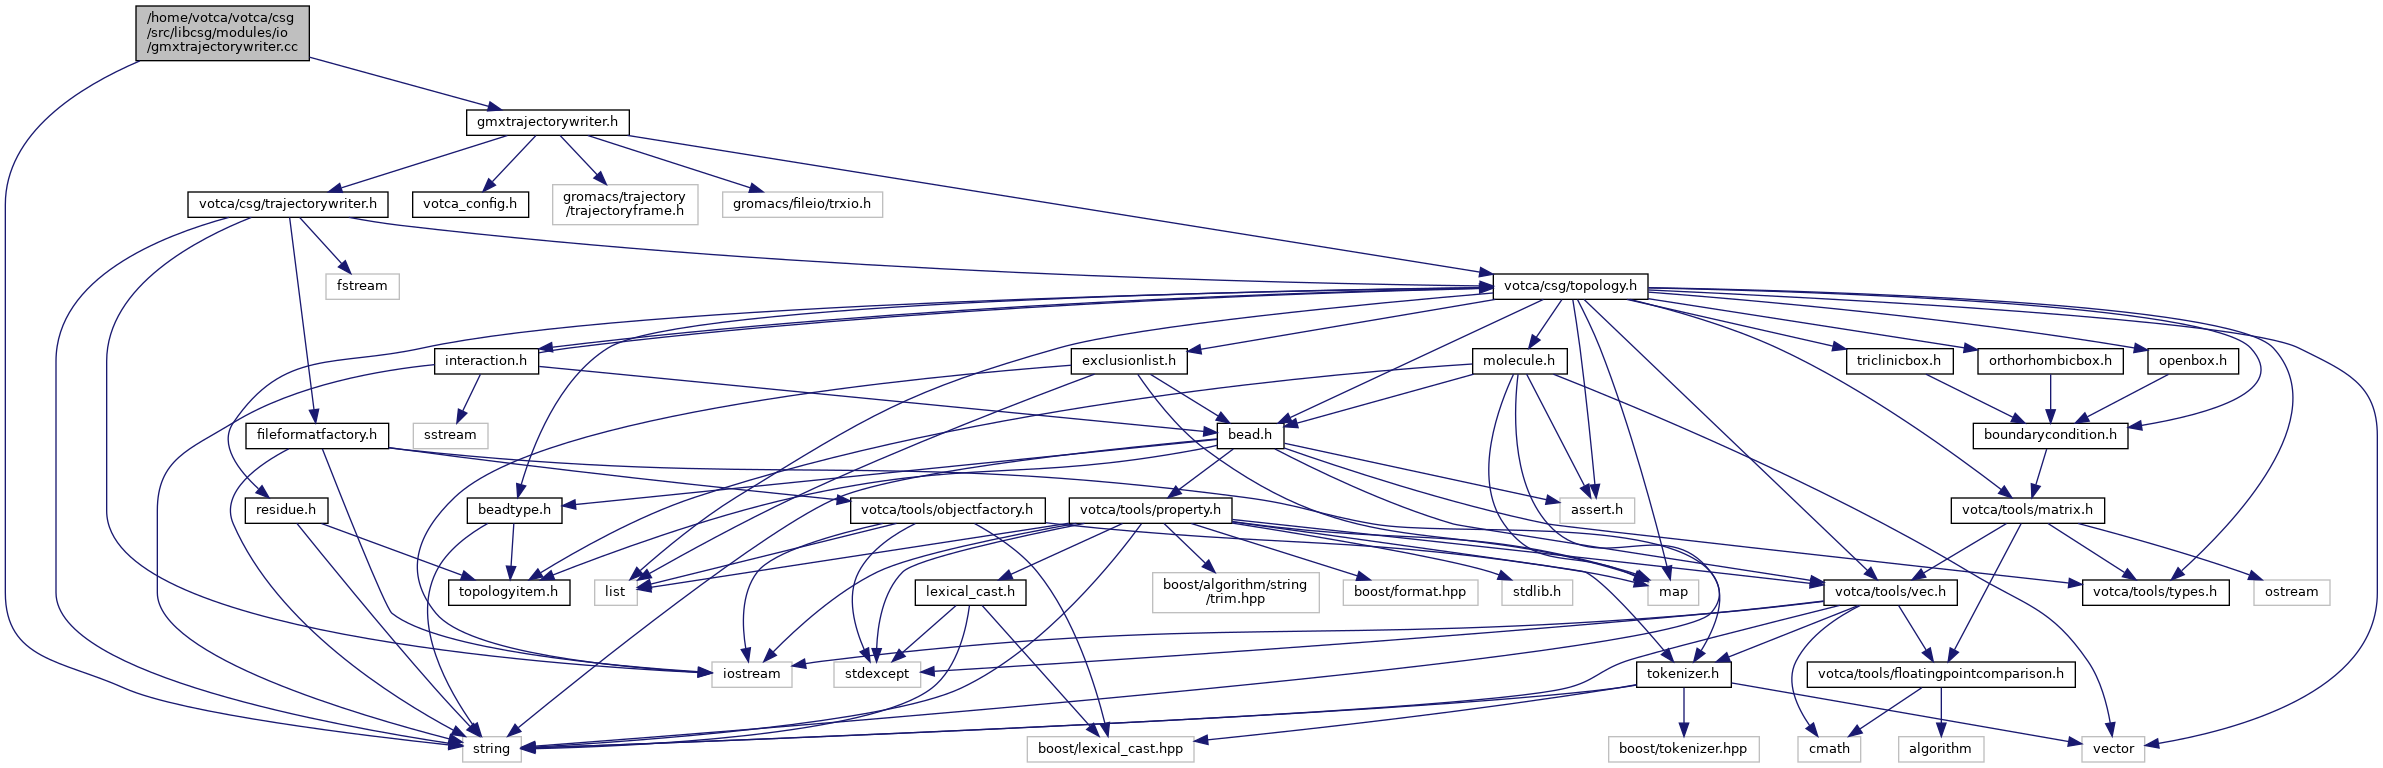 /home/votca/votca/csg
/src/libcsg/modules/io
/gmxtrajectorywriter.cc
gmxtrajectorywriter.h
votca/csg/trajectorywriter.h
votca_config.h
gromacs/trajectory
/trajectoryframe.h
gromacs/fileio/trxio.h
fstream
votca/csg/topology.h
interaction.h
exclusionlist.h
molecule.h
triclinicbox.h
orthorhombicbox.h
openbox.h
fileformatfactory.h
sstream
bead.h
boundarycondition.h
residue.h
beadtype.h
votca/tools/objectfactory.h
votca/tools/property.h
assert.h
votca/tools/matrix.h
topologyitem.h
list
lexical_cast.h
boost/algorithm/string
/trim.hpp
boost/format.hpp
stdlib.h
map
votca/tools/vec.h
votca/tools/types.h
ostream
iostream
stdexcept
tokenizer.h
votca/tools/floatingpointcomparison.h
string
boost/lexical_cast.hpp
boost/tokenizer.hpp
cmath
algorithm
vector